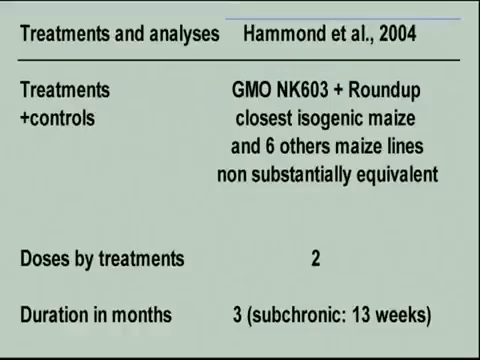 Treatments and analyses Hammond et al., 2004
Treatments GMO NK603 + Roundup
+controls closest isogenic maize
and 6 others maize lines
non substantially equivalent
Doses by treatments 2
Duration in months 3 (subchronic: 13 weeks)